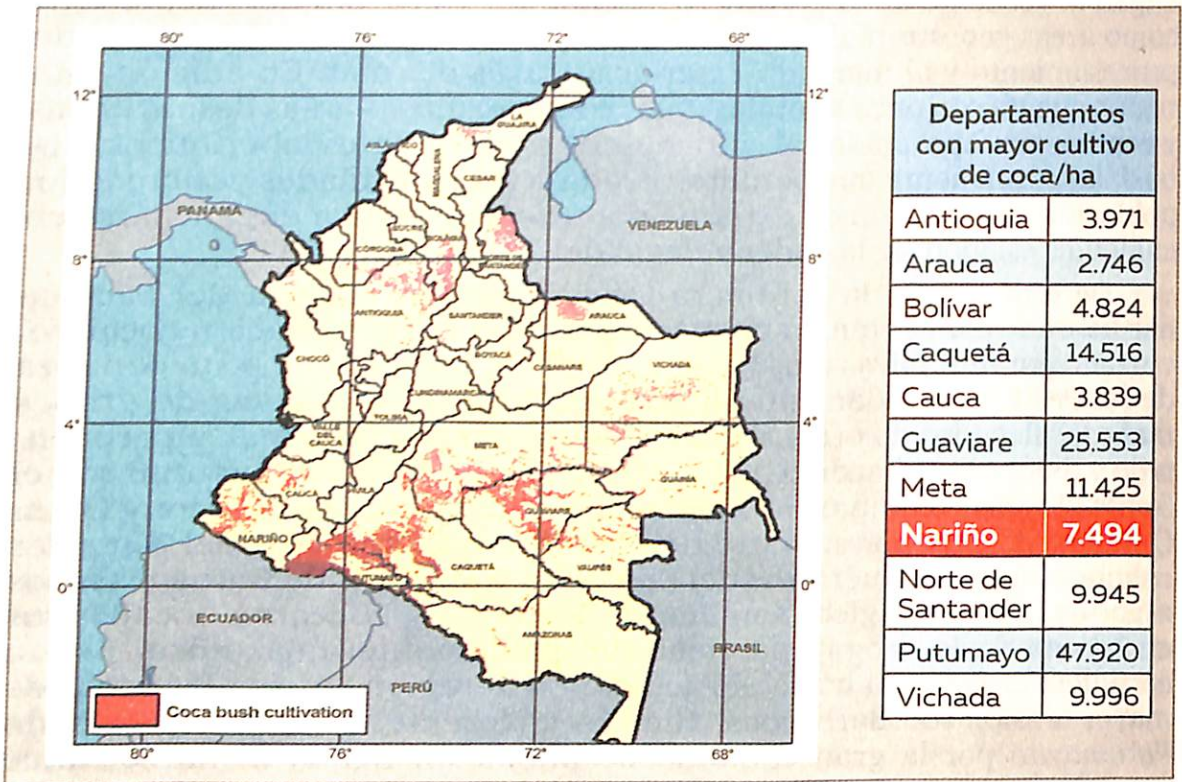 80°
76°
72°
68°
12°
12°
LA
GUAJIRA
ATLÁNTICO
MAGDALENA
CESAR
PANAMA
SUCRE
VENEZUELA
CÓRDOBA
BOLÍVAR
NORTE DE
SANTANDER
8°
8°
ANTIOQUIA
SANTANDER
ARAUCA
CHOCÓ
BOYACÁ
CASANARE
VICHADA
CUNDINAMARCA
4°
TOLIMA
4°
VALLE
DEL
CAUCA
META
CAUCA
HUILA
GUAINÍA
GUAVIARE
NARIÑO
CAQUETÁ
VAUPÉS
0°
PUTUMAYO
0°
ECUADOR
AMAZONAS
BRASIL
PERÚ
Coca bush cultivation
80°
76°
72°
68°
Departamentos
con mayor cultivo
de coca/ha
Antioquia 3.971
Arauca 2.746
Bolívar 4.824
Caquetá 14.516
Cauca 3.839
Guaviare 25.553
Meta 11.425
Nariño 7.494
Norte de
Santander 9.945
Putumayo 47.920
Vichada 9.996